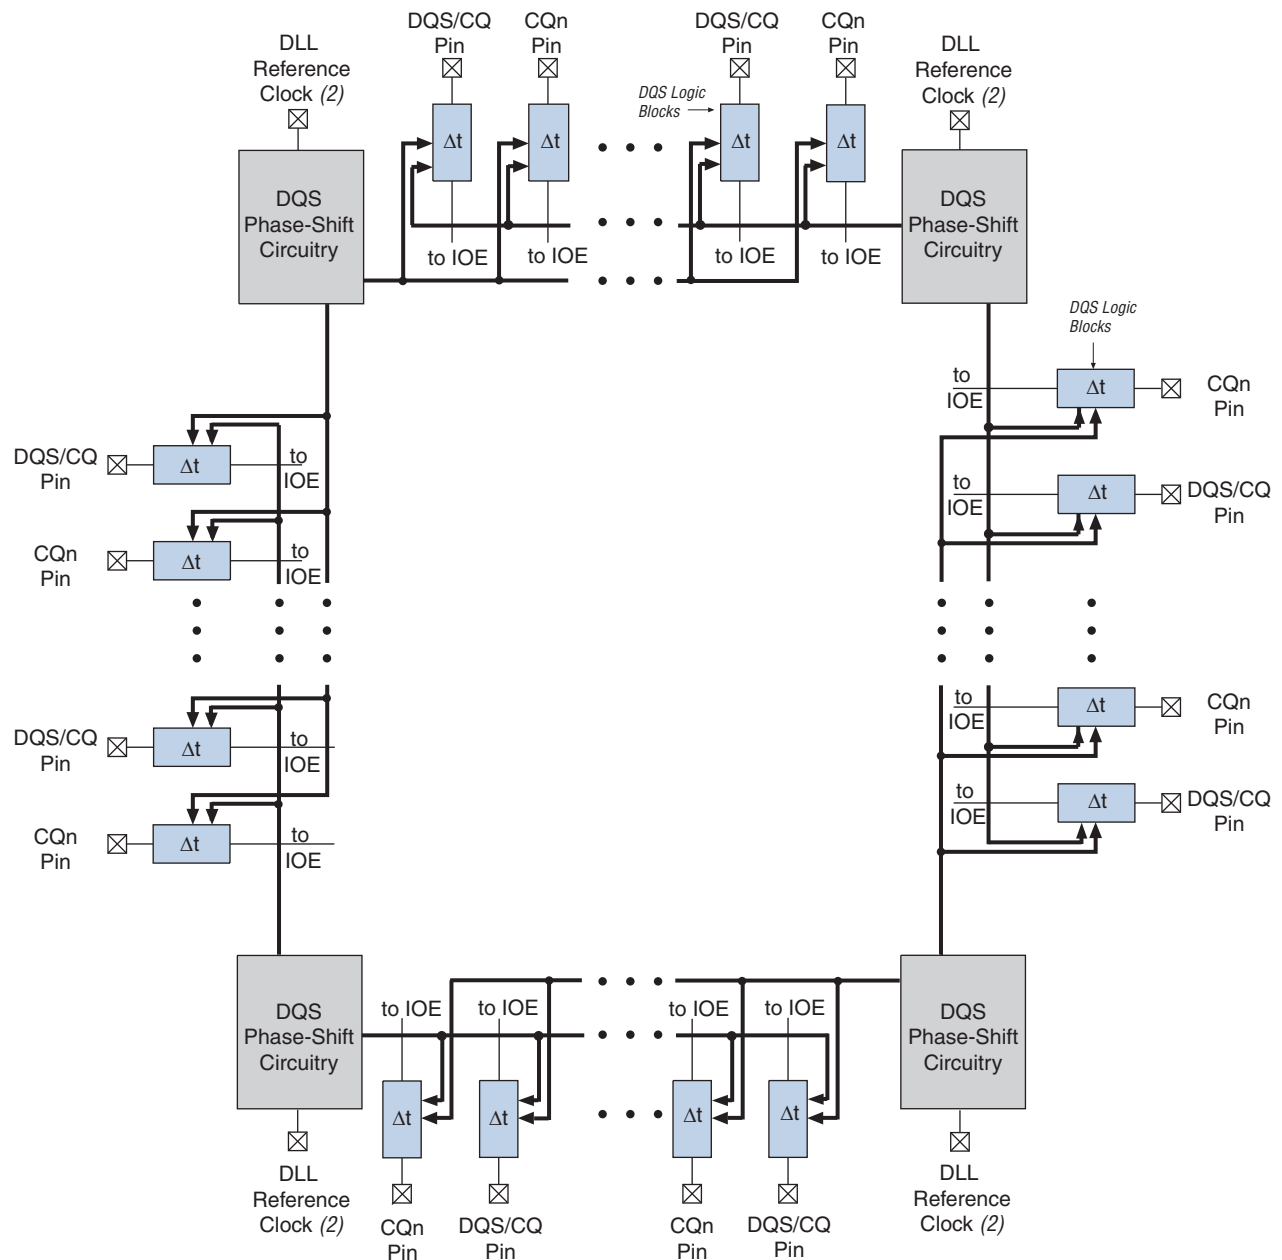 DQS/CQ
Pin
CQn
Pin
DQS/CQ
Pin
CQn
Pin
DLL
Reference
Clock (2)
DLL
Reference
Clock (2)
DQS Logic
Blocks
Δt
Δt
Δt
Δt
DQS
Phase-Shift
Circuitry
DQS
Phase-Shift
Circuitry
to IOE
to IOE
to IOE
to IOE
DQS Logic
Blocks
to
IOE
Δt
CQn
Pin
DQS/CQ
Pin
Δt
to
IOE
to
IOE
Δt
DQS/CQ
Pin
CQn
Pin
Δt
to
IOE
to
IOE
Δt
CQn
Pin
DQS/CQ
Pin
Δt
to
IOE
to
IOE
Δt
DQS/CQ
Pin
CQn
Pin
Δt
to
IOE
DQS
Phase-Shift
Circuitry
to IOE
to IOE
to IOE
to IOE
DQS
Phase-Shift
Circuitry
Δt
Δt
Δt
Δt
DLL
Reference
Clock (2)
DLL
Reference
Clock (2)
CQn
Pin
DQS/CQ
Pin
CQn
Pin
DQS/CQ
Pin